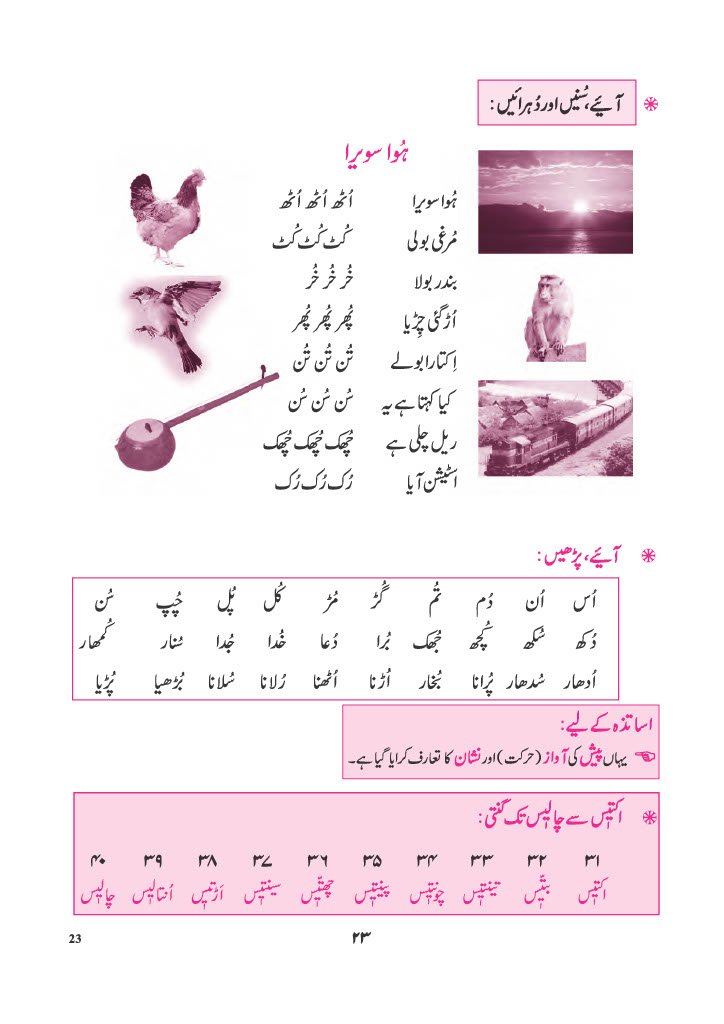 آئیے، سُنیں اور دُہرائیں:
ہُوا سویرا
ہُوا سویرا اُٹھ اُٹھ اُٹھ
مُرغی بولی کُٹ کُٹ کُٹ
بندر بولا خُر خُر خُر
اُڑ گئی چِڑیا پُھر پُھر پُھر
اِکتارا بولے تُن تُن تُن
کیا کہتا ہے یہ سُن سُن سُن
ریل چلی ہے چُھک چُھک چُھک
اسٹیشن آیا رُک رُک رُک
آئیے، پڑھیں:
اُس اُن دُم تُم گُڑ مُڑ کُل پُل چُپ سُن
دُکھ سُکھ کُچھ جُھک بُرا دُعا خُدا جُدا سُنار کُمھار
اُدھار سُدھار پُرانا بُخار اُڑنا اُٹھنا رُلانا سُلانا بُڑھیا پُڑیا
اساتذہ کے لیے:
یہاں پیش کی آواز (حرکت) اور نشان کا تعارف کرایا گیا ہے۔
اکتیس سے چالیس تک گنتی:
۳۱ ۳۲ ۳۳ ۳۴ ۳۵ ۳۶ ۳۷ ۳۸ ۳۹ ۴۰
اکتیس بتّیس تینتیس چونتیس پینتیس چھتّیس سینتیس اَڑتیس اُنتالیس چالیس
23 ۲۳